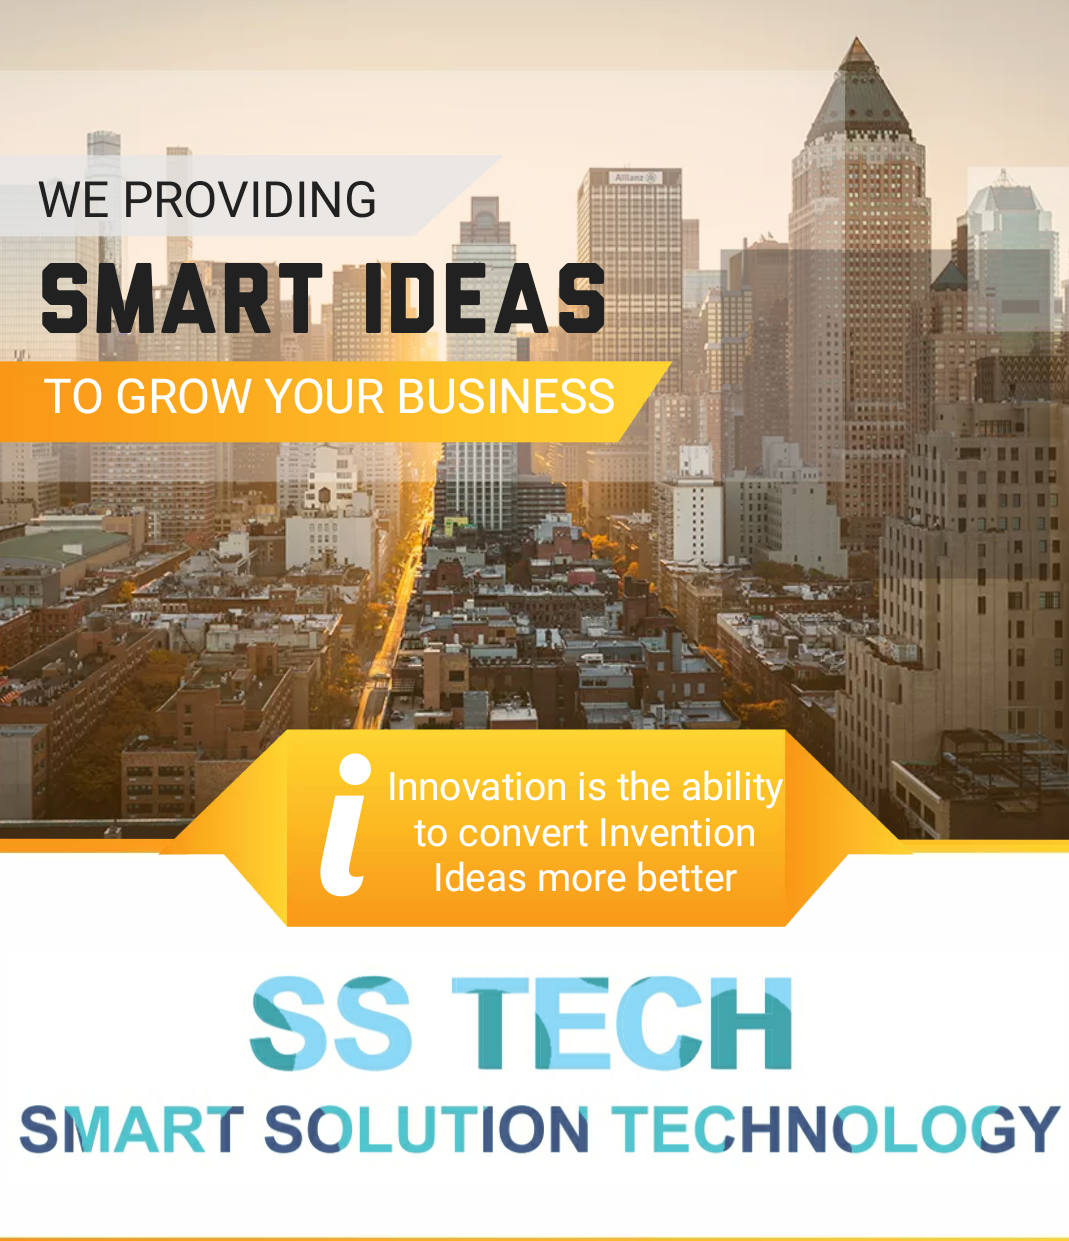 Allianz
WE PROVIDING
SMART IDEAS
TO GROW YOUR BUSINESS
i
Innovation is the ability
to convert Invention
Ideas more better
SS TECH
SMART SOLUTION TECHNOLOGY